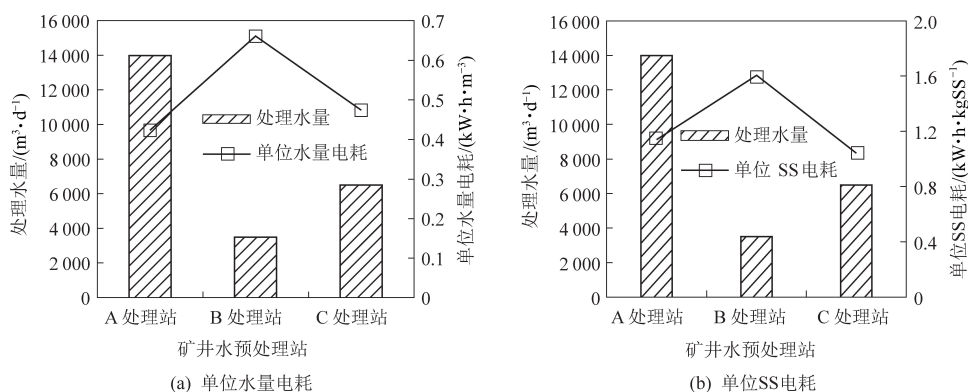 16 000
14 000
12 000
10 000
8 000
6 000
4 000
2 000
0
处理水量/(m³•d⁻¹)
0.7
0.6
0.5
0.4
0.3
0.2
0.1
0
单位水量电耗/(kW•h•m⁻³)
处理水量
单位水量电耗
A 处理站 B 处理站 C 处理站
矿井水预处理站
(a) 单位水量电耗
16 000
14 000
12 000
10 000
8 000
6 000
4 000
2 000
0
处理水量/(m³•d⁻¹)
2.0
1.6
1.2
0.8
0.4
0
单位SS电耗/(kW•h•kgSS⁻¹)
处理水量
单位 SS 电耗
A 处理站 B 处理站 C 处理站
矿井水预处理站
(b) 单位SS电耗